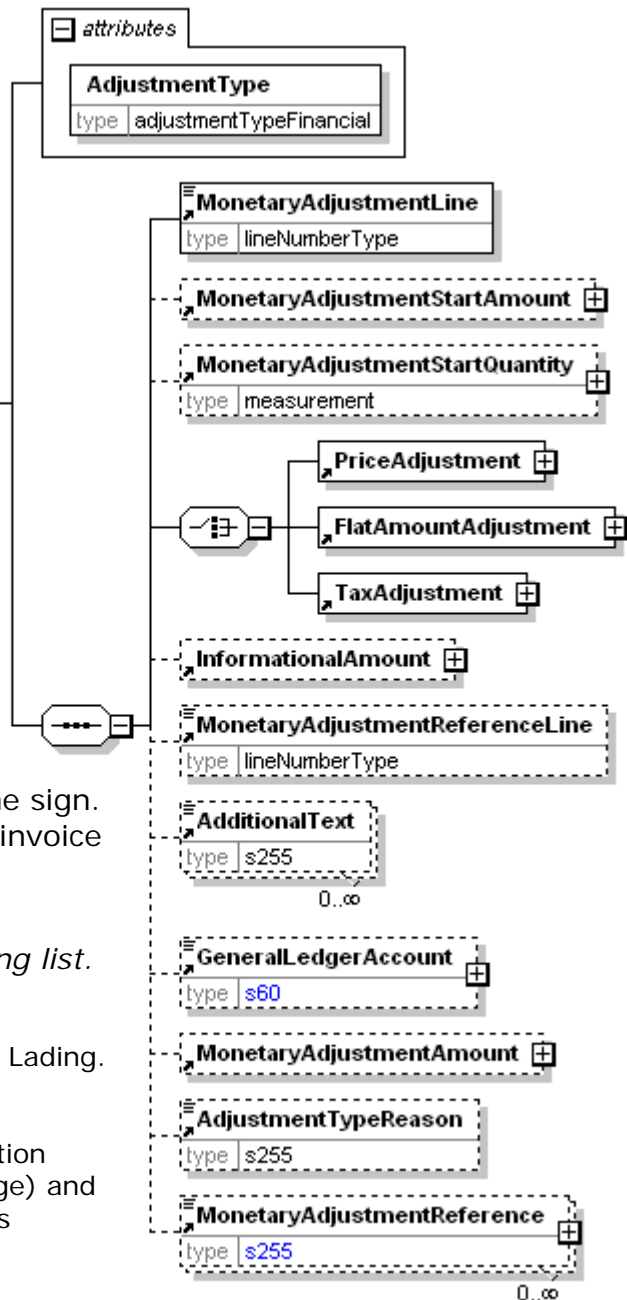 attributes
AdjustmentType
type adjustmentTypeFinancial
MonetaryAdjustmentLine
type lineNumberType
MonetaryAdjustmentStartAmount
MonetaryAdjustmentStartQuantity
type measurement
PriceAdjustment
FlatAmountAdjustment
TaxAdjustment
InformationalAmount
MonetaryAdjustmentReferenceLine
type lineNumberType
ne sign.
invoice
AdditionalText
type s255
0..∞
ng list.
GeneralLedgerAccount
type s60
Lading.
MonetaryAdjustmentAmount
AdjustmentTypeReason
type s255
tion
ge) and
s
MonetaryAdjustmentReference
type s255
0..∞